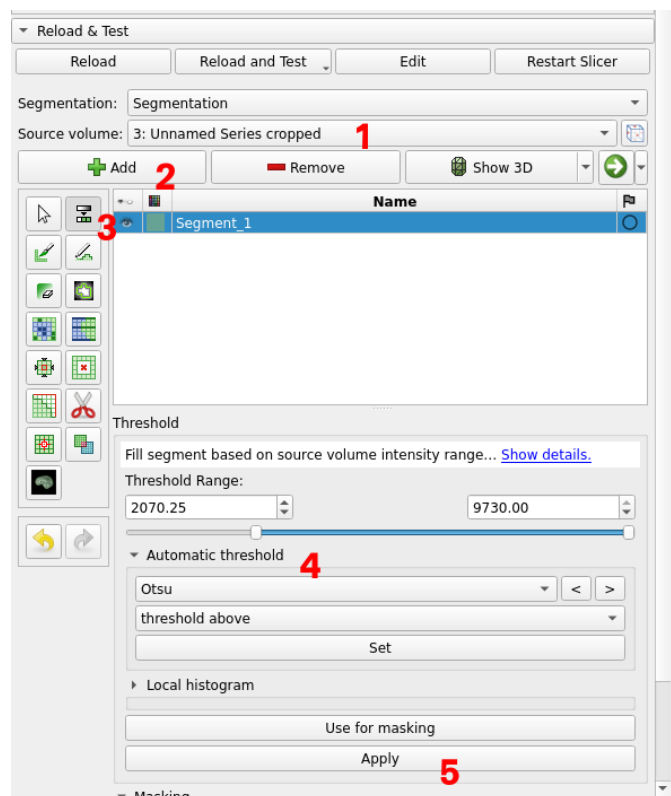 Reload & Test
Reload Reload and Test Edit Restart Slicer
Segmentation: Segmentation
Source volume: 3: Unnamed Series cropped 1
Add 2 Remove Show 3D
Name
3 Segment_1
Threshold
Fill segment based on source volume intensity range... Show details.
Threshold Range:
2070.25 9730.00
Automatic threshold 4
Otsu < >
threshold above
Set
Local histogram
Use for masking
Apply 5
Masking